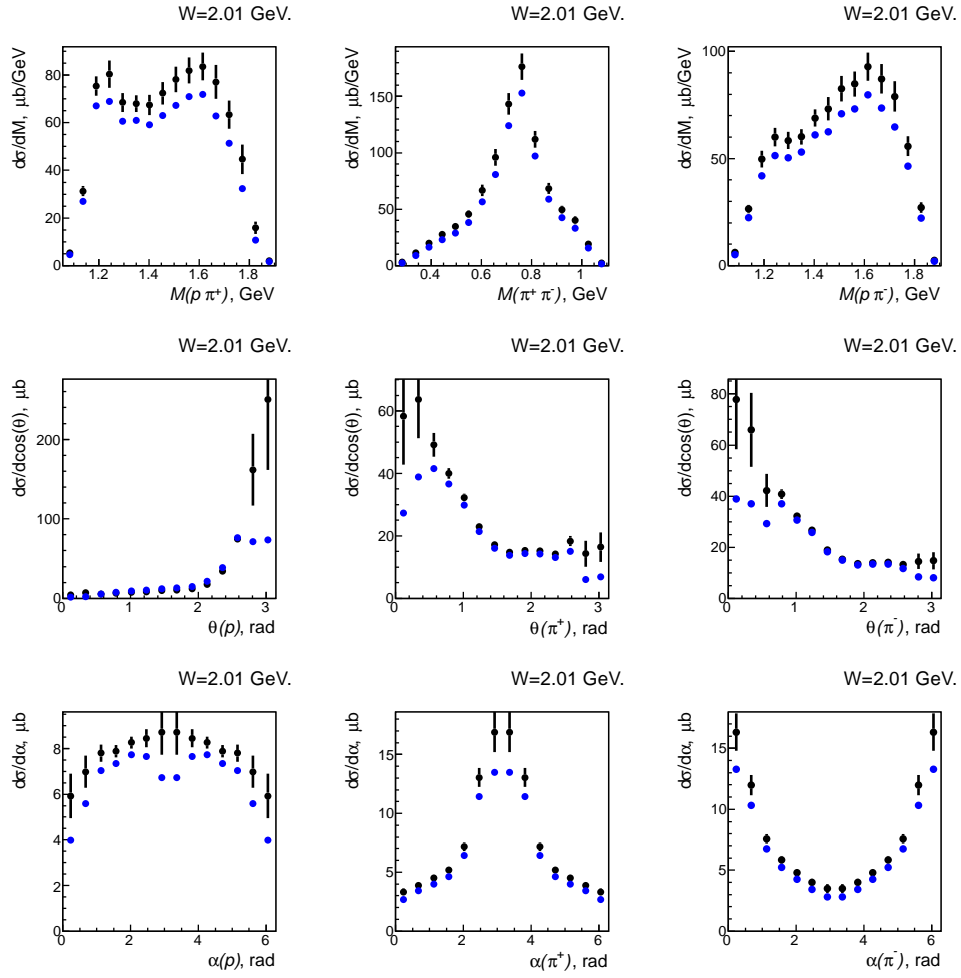 W=2.01 GeV.
dσ/dM, μb/GeV
80
60
40
20
0
1.2 1.4 1.6 1.8
M(p π⁺), GeV
W=2.01 GeV.
dσ/dM, μb/GeV
150
100
50
0
0.4 0.6 0.8 1
M(π⁺ π⁻), GeV
W=2.01 GeV.
dσ/dM, μb/GeV
100
50
0
1.2 1.4 1.6 1.8
M(p π⁻), GeV
W=2.01 GeV.
dσ/dcos(θ), μb
200
100
0
0 1 2 3
θ(p), rad
W=2.01 GeV.
dσ/dcos(θ), μb
60
40
20
0
0 1 2 3
θ(π⁺), rad
W=2.01 GeV.
dσ/dcos(θ), μb
80
60
40
20
0
0 1 2 3
θ(π⁻), rad
W=2.01 GeV.
dσ/dα, μb
8
6
4
2
0
0 2 4 6
α(p), rad
W=2.01 GeV.
dσ/dα, μb
15
10
5
0
0 2 4 6
α(π⁺), rad
W=2.01 GeV.
dσ/dα, μb
15
10
5
0
0 2 4 6
α(π⁻), rad